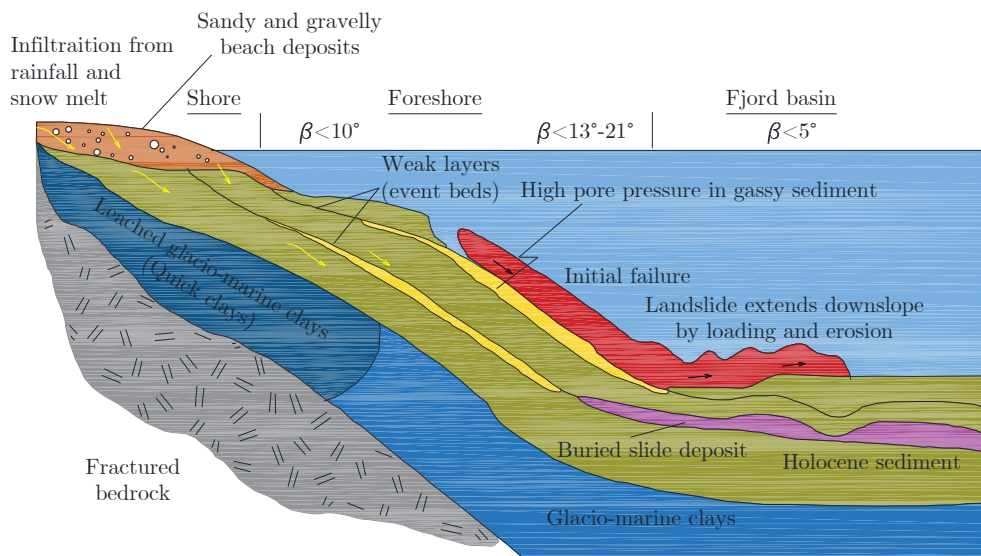 Sandy and gravelly
beach deposits
Infiltraition from
rainfall and
snow melt
Shore
Foreshore
Fjord basin
β<10°
β<13°-21°
β<5°
Weak layers
(event beds)
High pore pressure in gassy sediment
Initial failure
Landslide extends downslope
by loading and erosion
Leached glacio-marine clays
(Quick clays)
Buried slide deposit
Holocene sediment
Fractured
bedrock
Glacio-marine clays